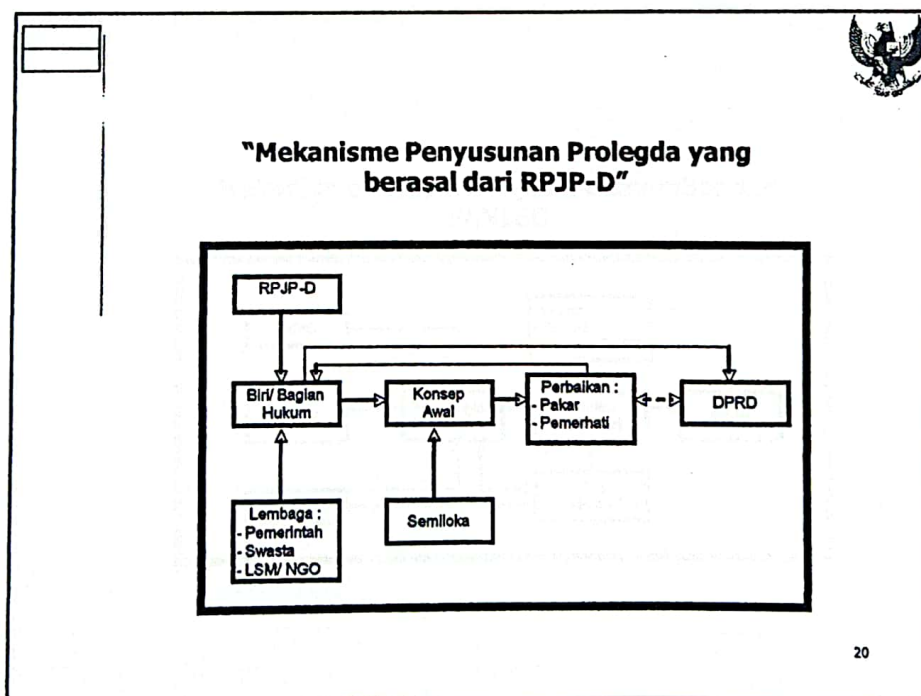 "Mekanisme Penyusunan Prolegda yang
berasal dari RPJP-D"
RPJP-D
Biri/ Bagian
Hukum
Konsep
Awal
Perbaikan :
- Pakar
- Pemerhati
DPRD
Lembaga :
- Pemerintah
- Swasta
- LSM/ NGO
Semiloka
20